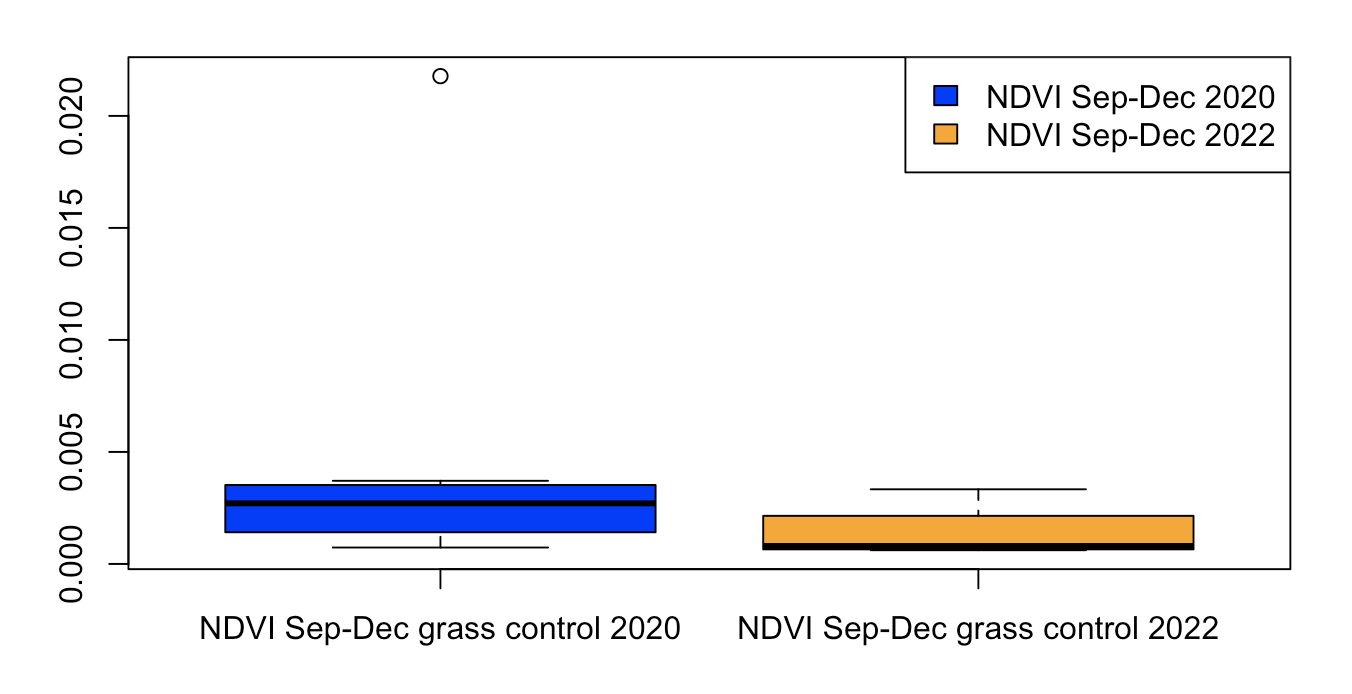 0.020
0.015
0.010
0.005
0.000
NDVI Sep-Dec 2020
NDVI Sep-Dec 2022
NDVI Sep-Dec grass control 2020
NDVI Sep-Dec grass control 2022